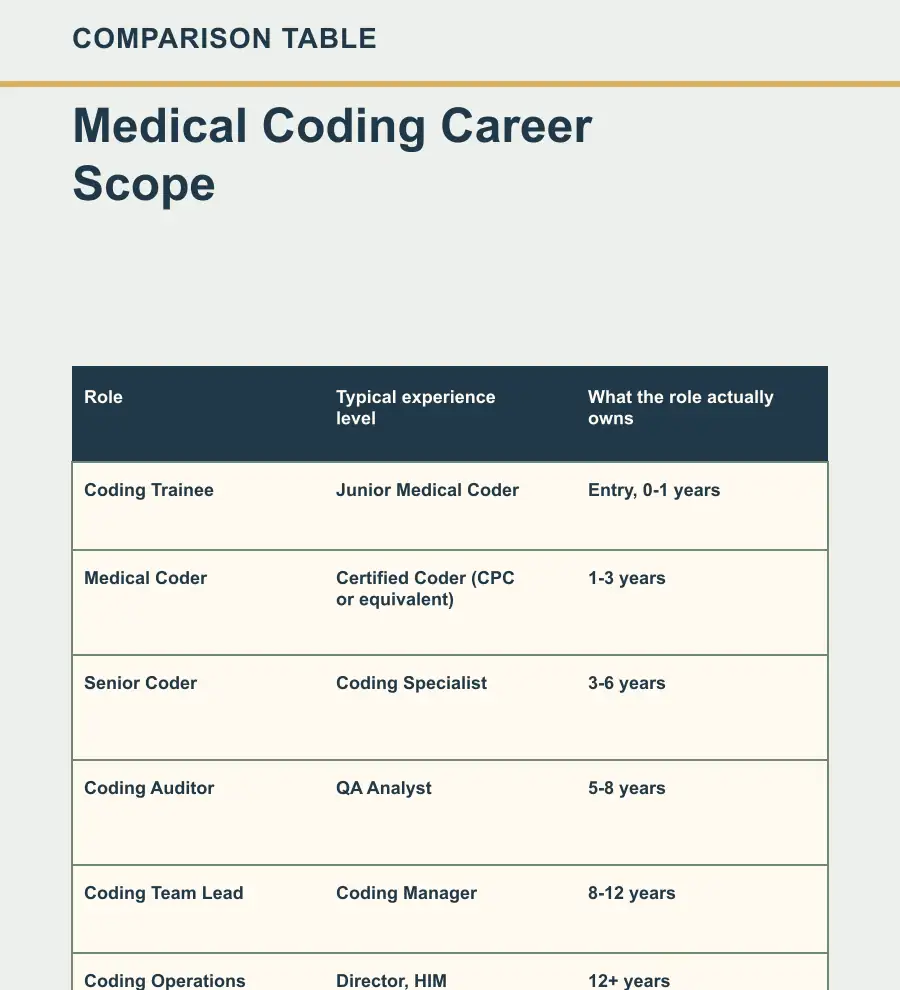 COMPARISON TABLE
Medical Coding Career
Scope
Role
Typical experience
level
What the role actually
owns
Coding Trainee
Junior Medical Coder
Entry, 0-1 years
Medical Coder
Certified Coder (CPC
or equivalent)
1-3 years
Senior Coder
Coding Specialist
3-6 years
Coding Auditor
QA Analyst
5-8 years
Coding Team Lead
Coding Manager
8-12 years
Coding Operations
Director, HIM
12+ years